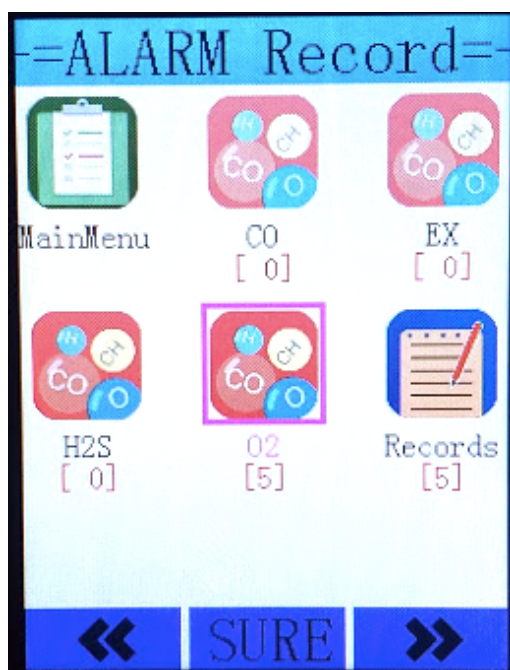 -=ALARM Record=-
MainMenu
CO
[ 0]
EX
[ 0]
H2S
[ 0]
O2
[5]
Records
[5]
SURE